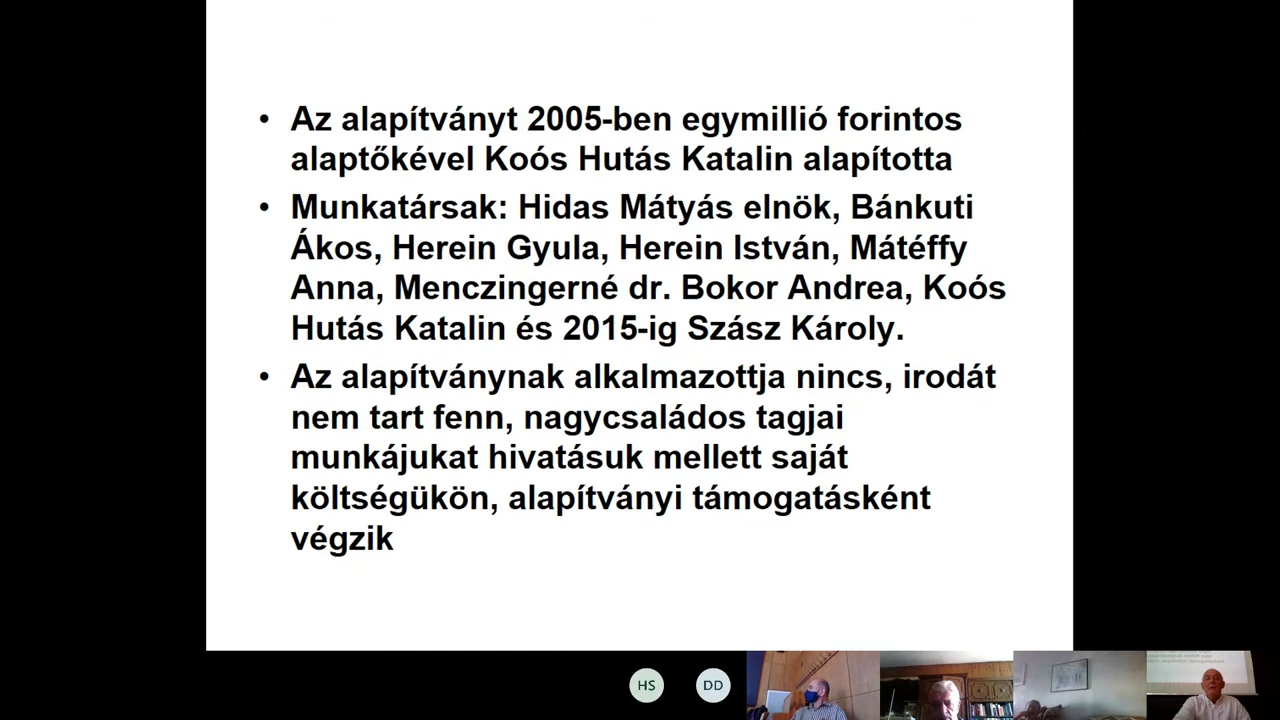 • Az alapítványt 2005-ben egymillió forintos
alaptőkével Koós Hutás Katalin alapította
• Munkatársak: Hidas Mátyás elnök, Bánkuti
Ákos, Herein Gyula, Herein István, Mátéffy
Anna, Menczingerné dr. Bokor Andrea, Koós
Hutás Katalin és 2015-ig Szász Károly.
• Az alapítványnak alkalmazottja nincs, irodát
nem tart fenn, nagycsaládos tagjai
munkájukat hivatásuk mellett saját
költségükön, alapítványi támogatásként
végzik
HS
DD